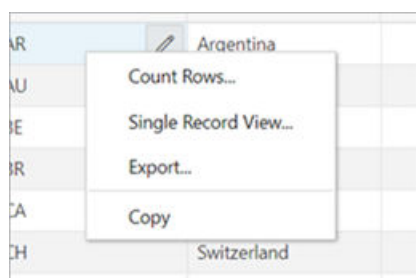 AR Argentina
AU
Count Rows...
BE
Single Record View...
BR
Export...
CA
Copy
CH Switzerland